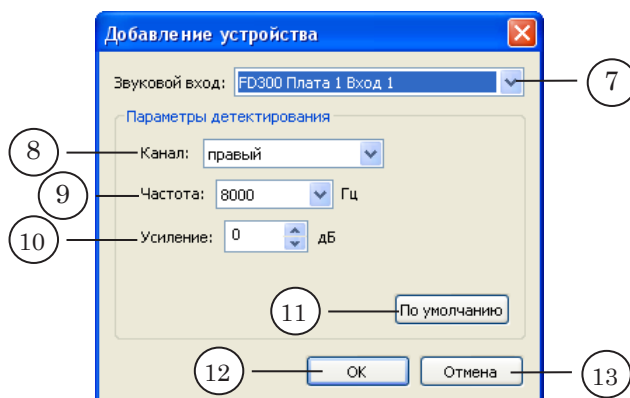 Добавление устройства
Звуковой вход: FD300 Плата 1 Вход 1
7
Параметры детектирования
8
Канал: правый
9
Частота: 8000 Гц
10
Усиление: 0 дБ
11
По умолчанию
12
ОК
Отмена
13